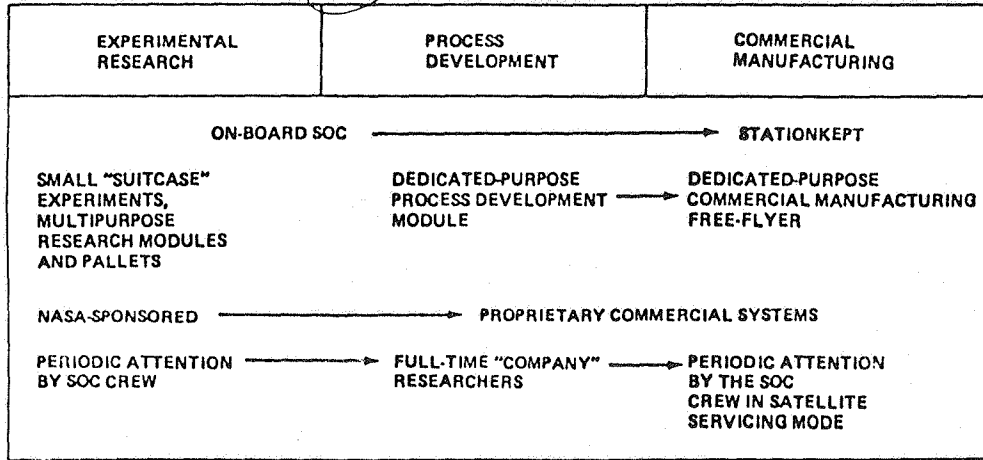 EXPERIMENTAL
RESEARCH
PROCESS
DEVELOPMENT
COMMERCIAL
MANUFACTURING
ON-BOARD SOC
STATIONKEPT
SMALL "SUITCASE"
EXPERIMENTS,
MULTIPURPOSE
RESEARCH MODULES
AND PALLETS
DEDICATED-PURPOSE
PROCESS DEVELOPMENT
MODULE
DEDICATED-PURPOSE
COMMERCIAL MANUFACTURING
FREE-FLYER
NASA-SPONSORED
PROPRIETARY COMMERCIAL SYSTEMS
PERIODIC ATTENTION
BY SOC CREW
FULL-TIME "COMPANY"
RESEARCHERS
PERIODIC ATTENTION
BY THE SOC
CREW IN SATELLITE
SERVICING MODE